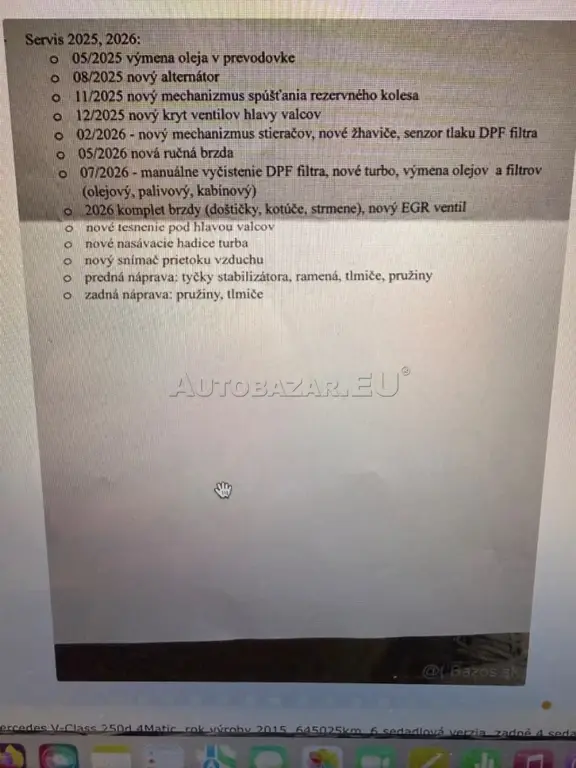 Servis 2025, 2026:
o 05/2025 výmena oleja v prevodovke
o 08/2025 nový alternátor
o 11/2025 nový mechanizmus spúšťania rezervného kolesa
o 12/2025 nový kryt ventilov hlavy valcov
o 02/2026 - nový mechanizmus stieračov, nové žhaviče, senzor tlaku DPF filtra
o 05/2026 nová ručná brzda
o 07/2026 - manuálne vyčistenie DPF filtra, nové turbo, výmena olejov a filtrov
(olejový, palivový, kabínový)
o 2026 komplet brzdy (doštičky, kotúče, strmene), nový EGR ventil
o nové tesnenie pod hlavou valcov
o nové nasávacie hadice turba
o nový snímač prietoku vzduchu
o predná náprava: tyčky stabilizátora, ramená, tlmiče, pružiny
o zadná náprava: pružiny, tlmiče
AUTOBAZAR.EU®
Bazos.sk
ercedes V-Class 250d 4Matic, rok výroby 2015, 645025km, 6 sedadlová verzia, zadné 4 seda